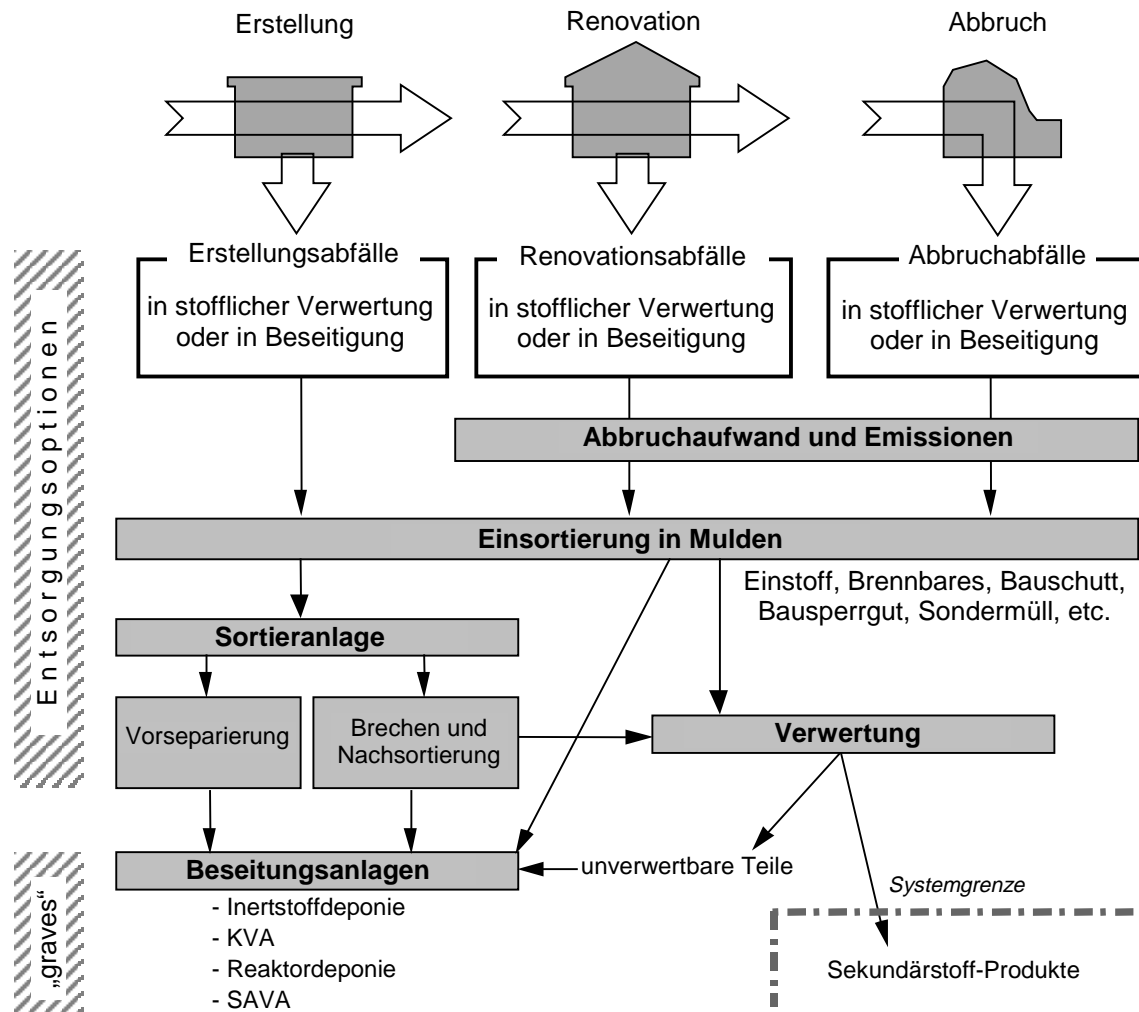 Erstellung
Renovation
Abbruch
Erstellungsabfälle
in stofflicher Verwertung
oder in Beseitigung
Renovationsabfälle
in stofflicher Verwertung
oder in Beseitigung
Abbruchabfälle
in stofflicher Verwertung
oder in Beseitigung
Entsorgungsoptionen
Abbruchaufwand und Emissionen
Einsortierung in Mulden
Einstoff, Brennbares, Bauschutt,
Bausperrgut, Sondermüll, etc.
Sortieranlage
Vorseparierung
Brechen und
Nachsortierung
Verwertung
Beseitungsanlagen
unverwertbare Teile
„graves“
- Inertstoffdeponie
- KVA
- Reaktordeponie
- SAVA
Systemgrenze
Sekundärstoff-Produkte